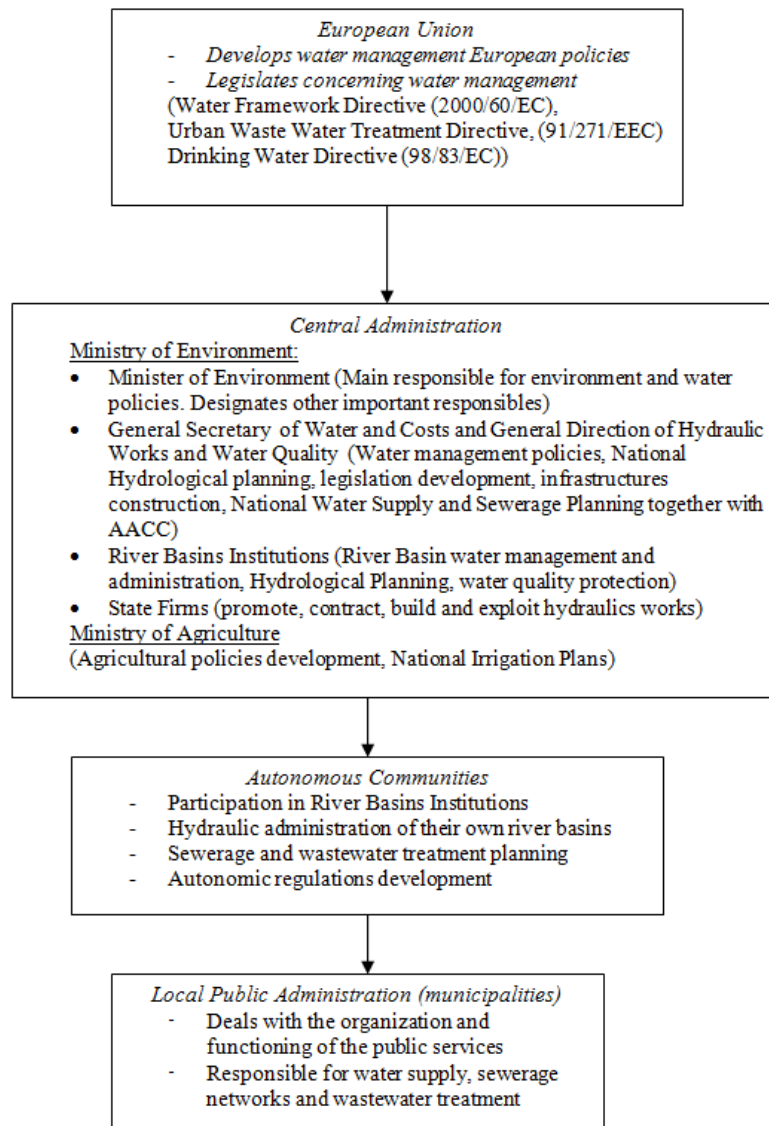 European Union
- Develops water management European policies
- Legislates concerning water management
(Water Framework Directive (2000/60/EC),
Urban Waste Water Treatment Directive, (91/271/EEC)
Drinking Water Directive (98/83/EC))
Central Administration
Ministry of Environment:
• Minister of Environment (Main responsible for environment and water
policies. Designates other important responsibles)
• General Secretary of Water and Costs and General Direction of Hydraulic
Works and Water Quality (Water management policies, National
Hydrological planning, legislation development, infrastructures
construction, National Water Supply and Sewerage Planning together with
AACC)
• River Basins Institutions (River Basin water management and
administration, Hydrological Planning, water quality protection)
• State Firms (promote, contract, build and exploit hydraulics works)
Ministry of Agriculture
(Agricultural policies development, National Irrigation Plans)
Autonomous Communities
- Participation in River Basins Institutions
- Hydraulic administration of their own river basins
- Sewerage and wastewater treatment planning
- Autonomic regulations development
Local Public Administration (municipalities)
- Deals with the organization and
functioning of the public services
- Responsible for water supply, sewerage
networks and wastewater treatment